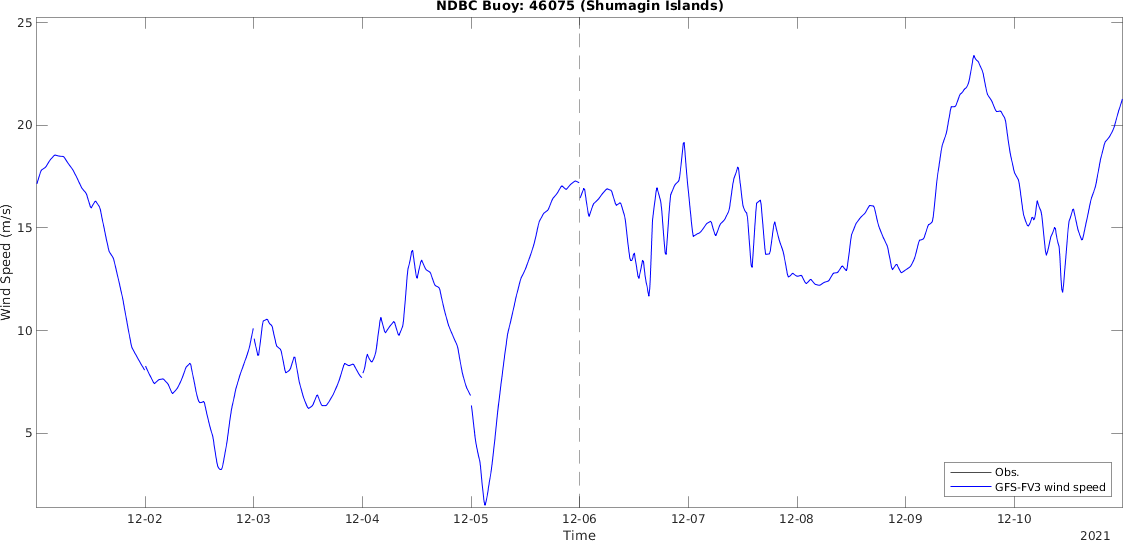 NDBC Buoy: 46075 (Shumagin Islands)
25
20
15
10
5
Wind Speed (m/s)
Obs.
GFS-FV3 wind speed
12-02 12-03 12-04 12-05 12-06 12-07 12-08 12-09 12-10
Time
2021